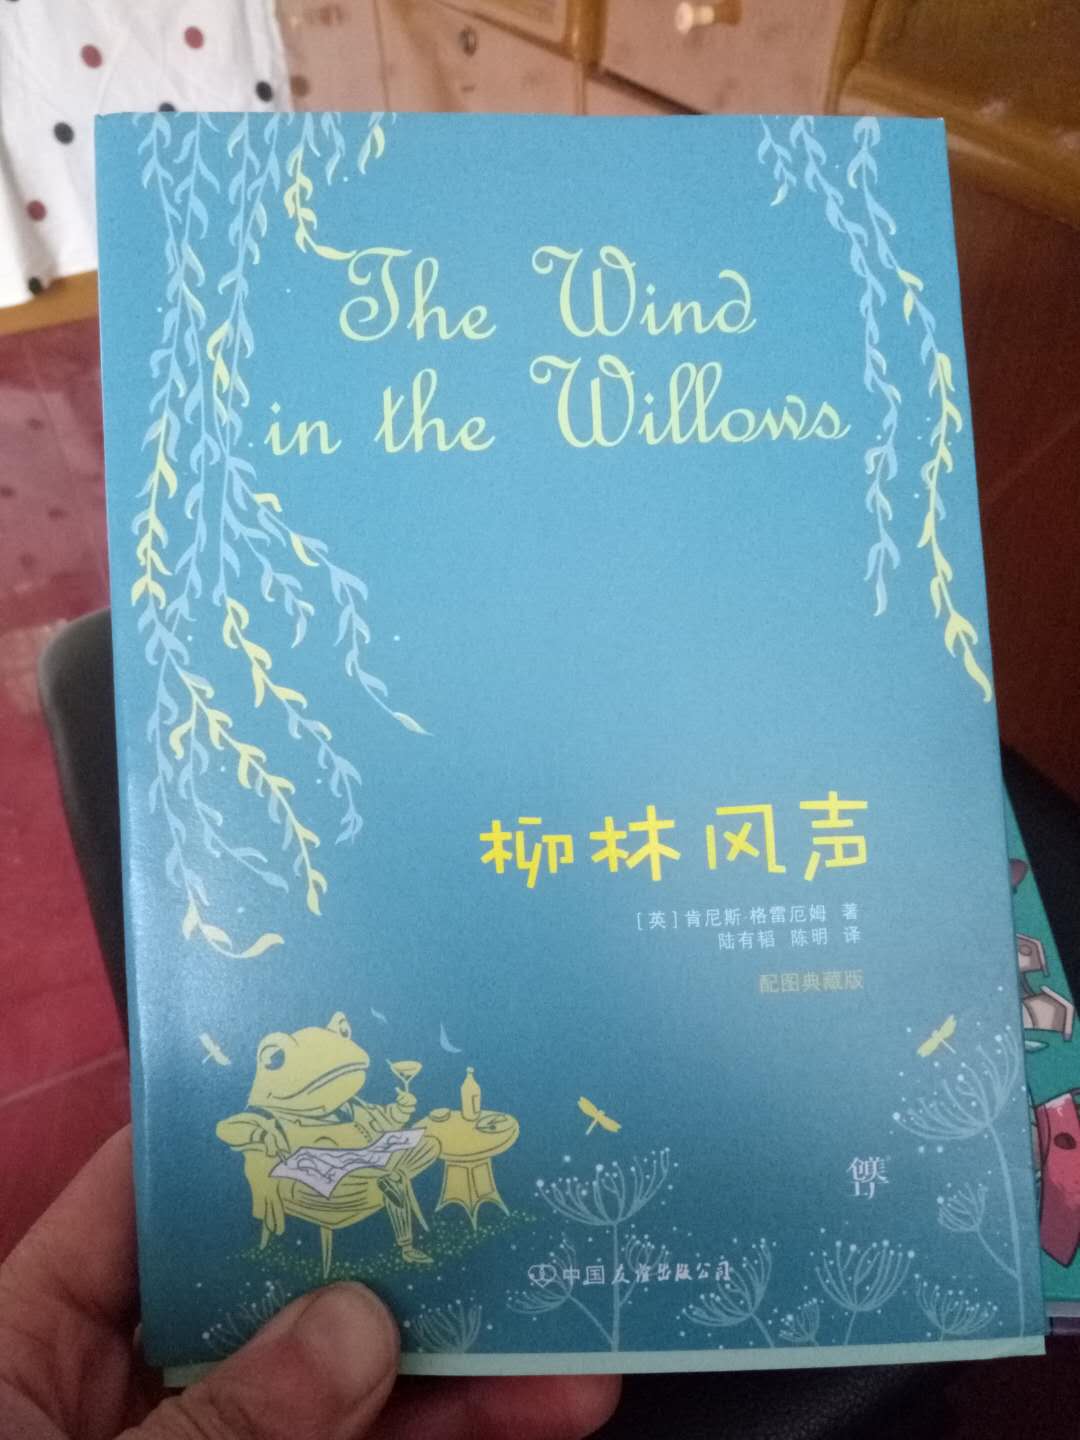 The Wind
in the Willows
柳林风声
[英]肯尼斯·格雷厄姆 著
陆有韬 陈明 译
配图典藏版
中国友谊出版公司